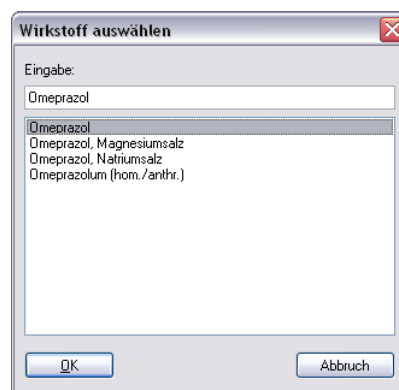 Wirkstoff auswählen
Eingabe:
Omeprazol
Omeprazol
Omeprazol, Magnesiumsalz
Omeprazol, Natriumsalz
Omeprazolum (hom./anthr.)
OK
Abbruch